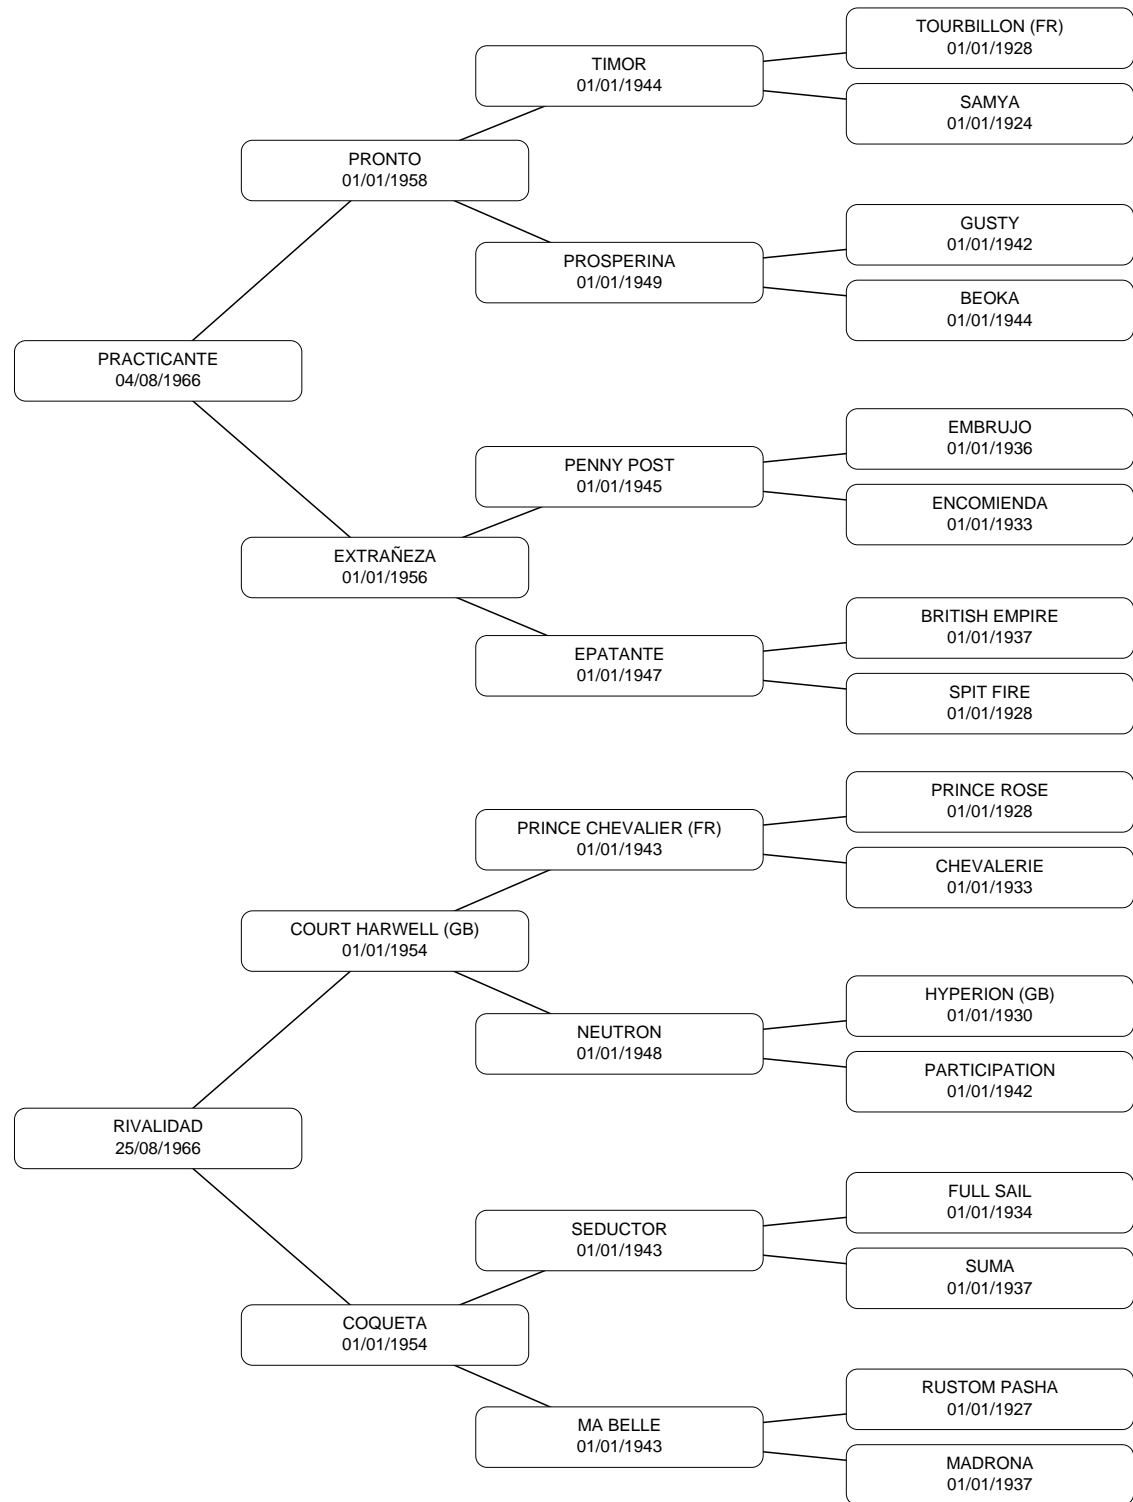 TOURBILLON (FR)
01/01/1928
TIMOR
01/01/1944
SAMYA
01/01/1924
PRONTO
01/01/1958
GUSTY
01/01/1942
PROSPERINA
01/01/1949
BEOKA
01/01/1944
PRACTICANTE
04/08/1966
EMBRUJO
01/01/1936
PENNY POST
01/01/1945
ENCOMIENDA
01/01/1933
EXTRAÑEZA
01/01/1956
BRITISH EMPIRE
01/01/1937
EPATANTE
01/01/1947
SPIT FIRE
01/01/1928
PRINCE ROSE
01/01/1928
PRINCE CHEVALIER (FR)
01/01/1943
CHEVALERIE
01/01/1933
COURT HARWELL (GB)
01/01/1954
HYPERION (GB)
01/01/1930
NEUTRON
01/01/1948
PARTICIPATION
01/01/1942
RIVALIDAD
25/08/1966
FULL SAIL
01/01/1934
SEDUCTOR
01/01/1943
SUMA
01/01/1937
COQUETA
01/01/1954
RUSTOM PASHA
01/01/1927
MA BELLE
01/01/1943
MADRONA
01/01/1937